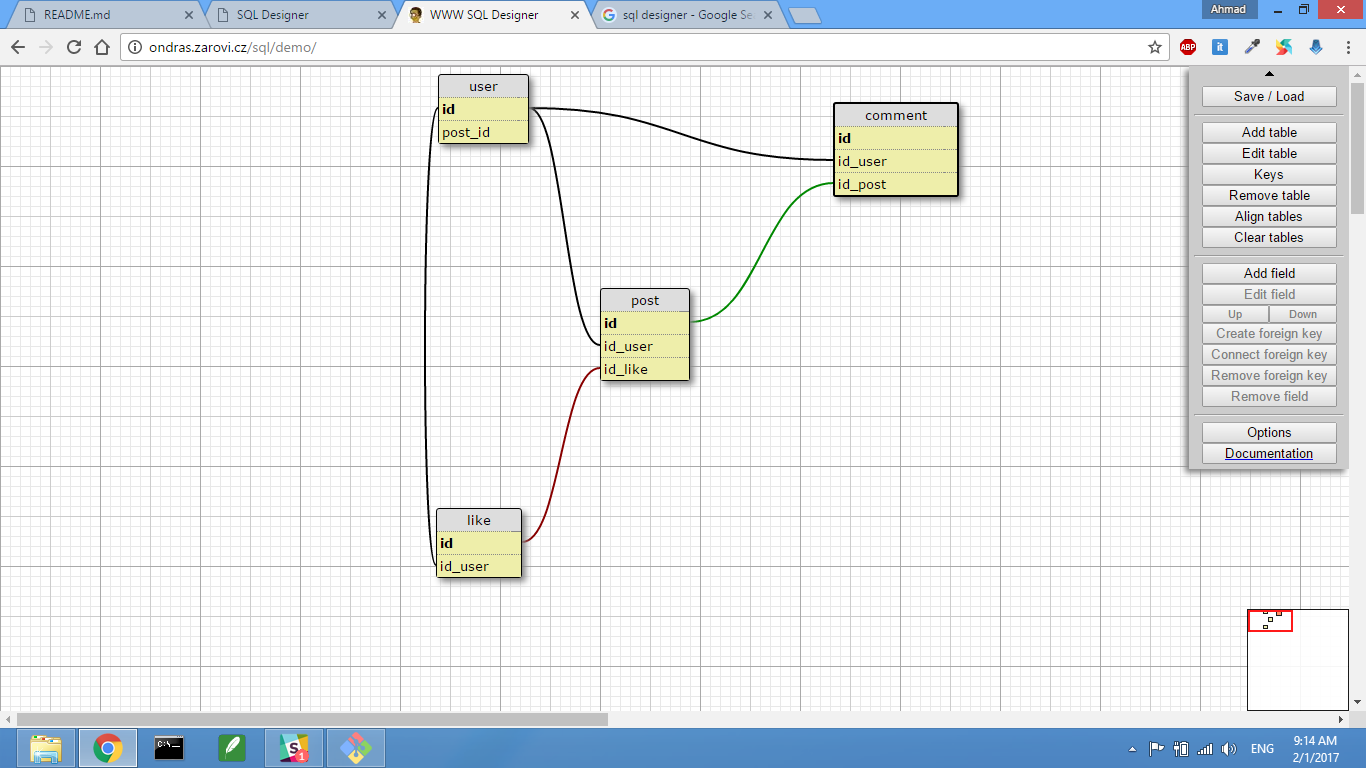 README.md
SQL Designer
WWW SQL Designer
sql designer - Google Se
Ahmad
ondras.zarovi.cz/sql/demo/
ABP
it
user
id
post_id
comment
id
id_user
id_post
post
id
id_user
id_like
like
id
id_user
Save / Load
Add table
Edit table
Keys
Remove table
Align tables
Clear tables
Add field
Edit field
Up Down
Create foreign key
Connect foreign key
Remove foreign key
Remove field
Options
Documentation
C:\_
S
1
ENG
9:14 AM
2/1/2017